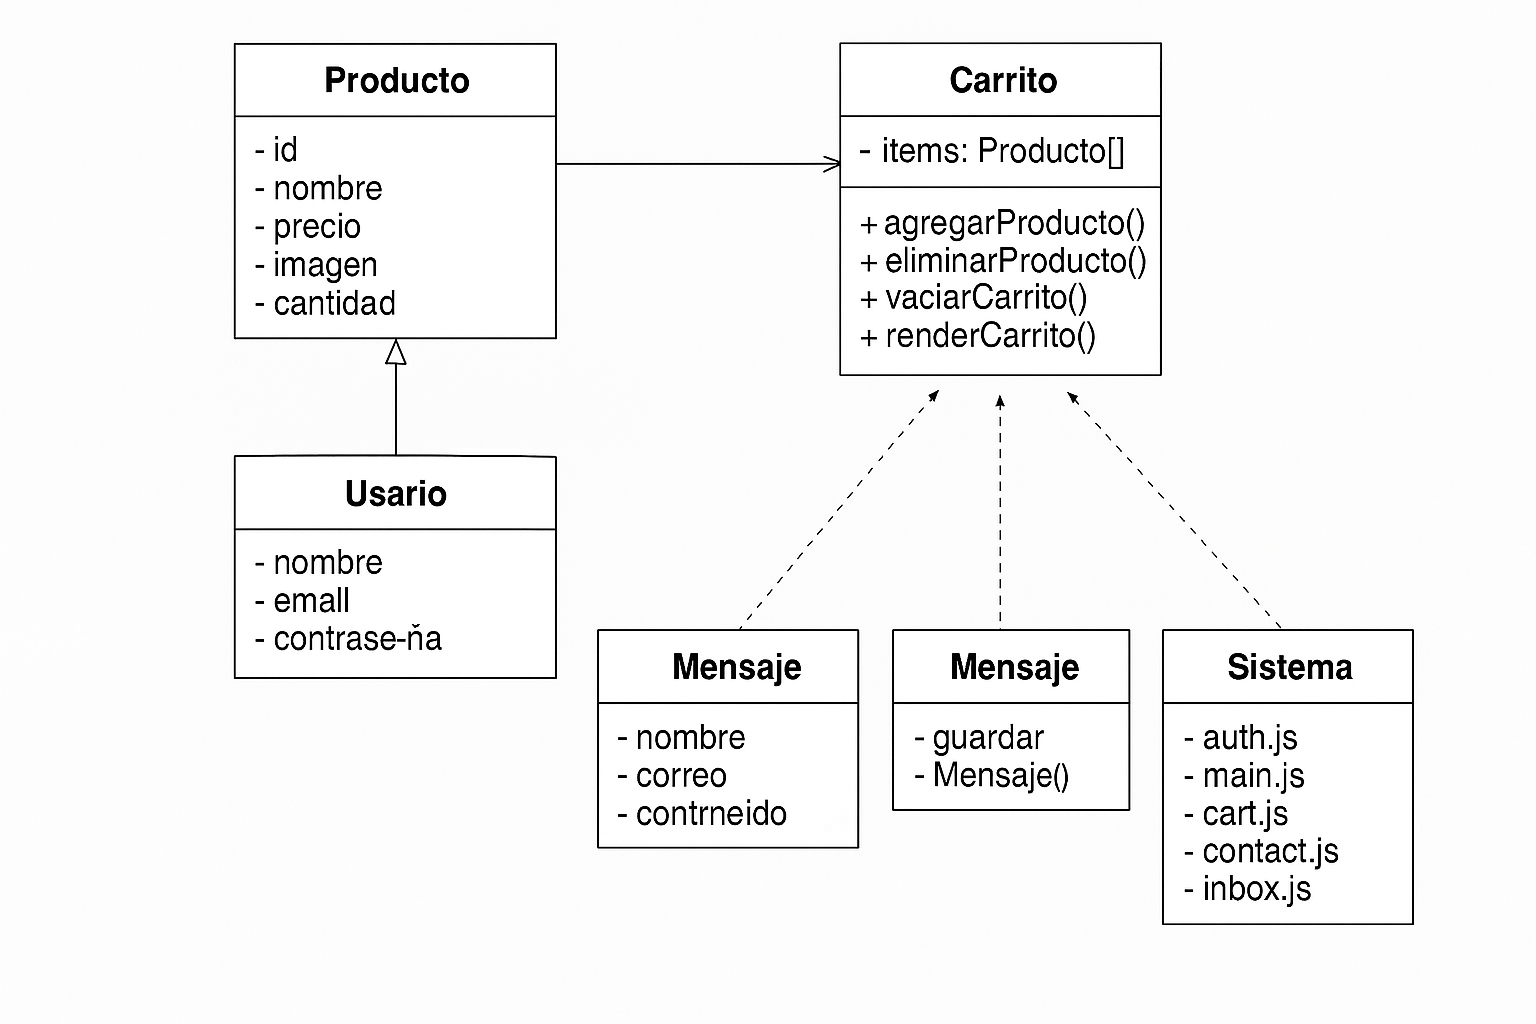 Producto
- id
- nombre
- precio
- imagen
- cantidad
Carrito
- items: Producto[]
+ agregarProducto()
+ eliminarProducto()
+ vaciarCarrito()
+ renderCarrito()
Usario
- nombre
- emall
- contrase-ña
Mensaje
- nombre
- correo
- contrneido
Mensaje
- guardar
- Mensaje()
Sistema
- auth.js
- main.js
- cart.js
- contact.js
- inbox.js